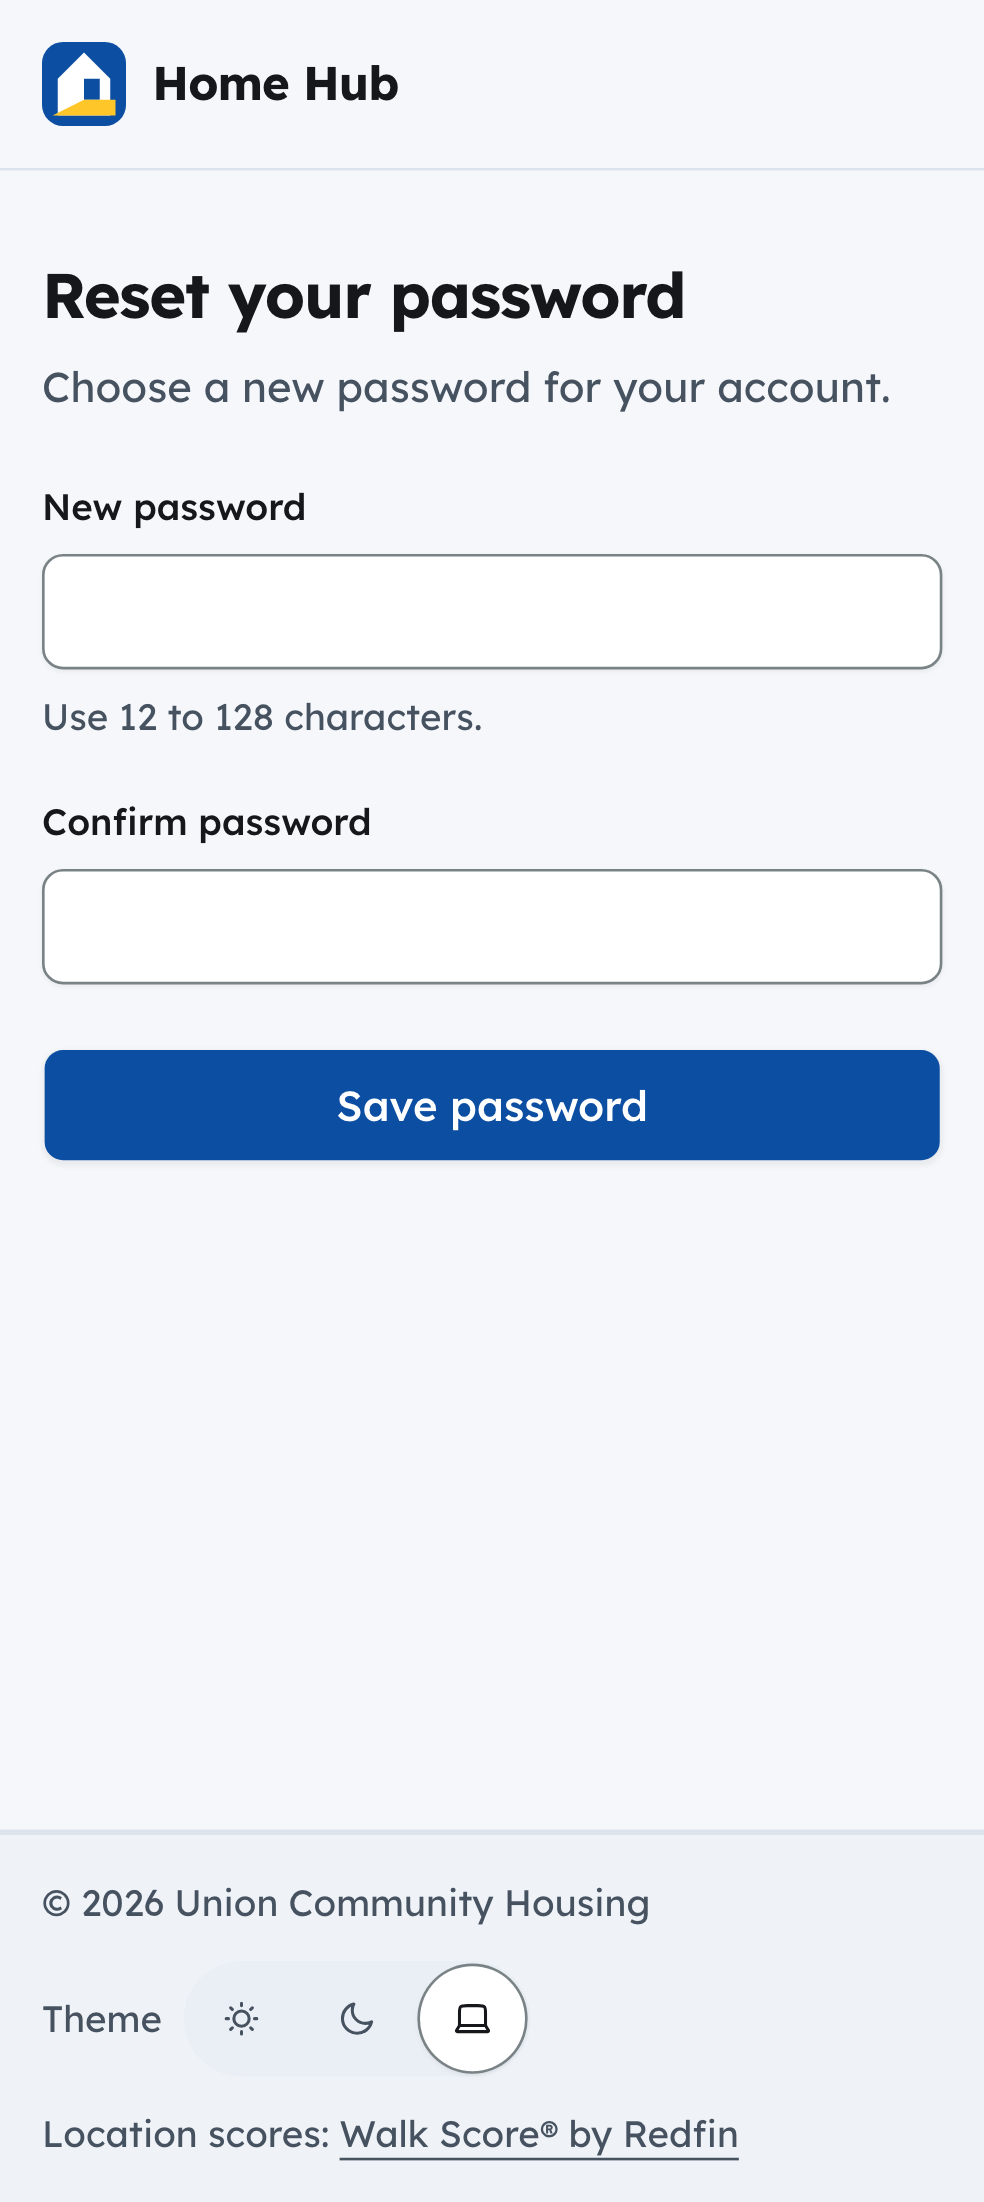 Home Hub
Reset your password
Choose a new password for your account.
New password
Use 12 to 128 characters.
Confirm password
Save password
© 2026 Union Community Housing
Theme
Location scores: Walk Score® by Redfin